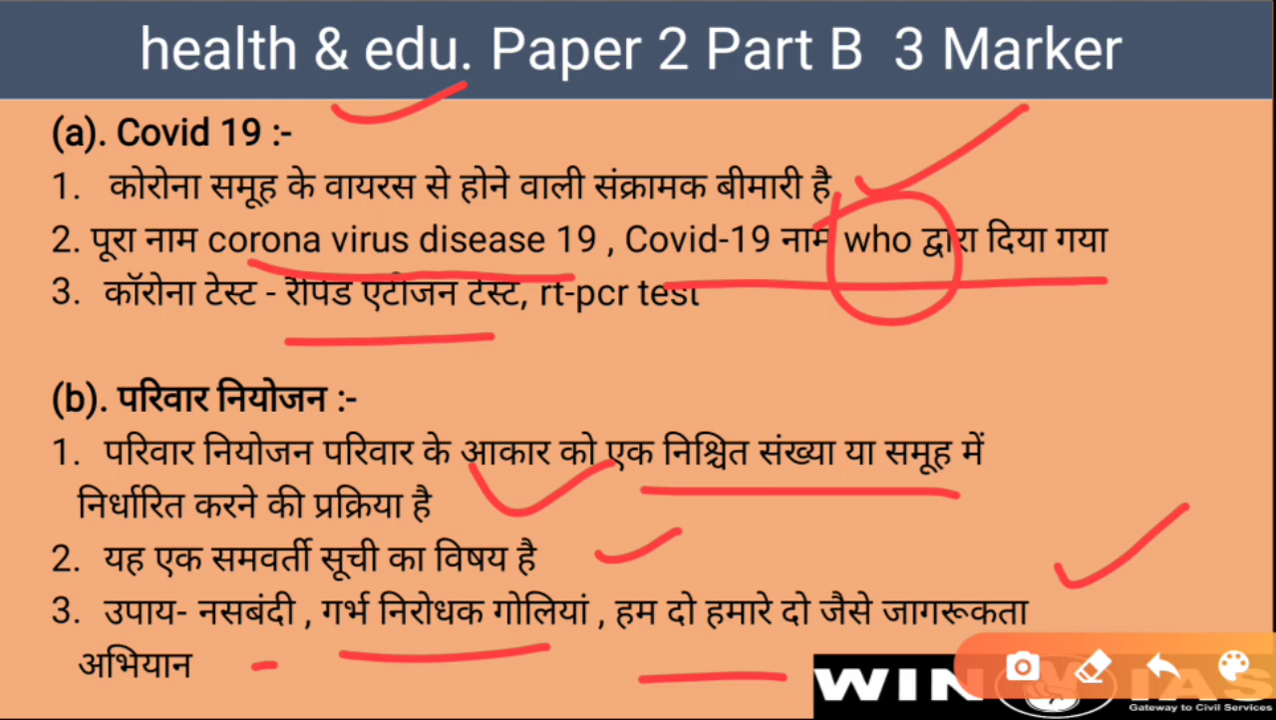 health & edu. Paper 2 Part B 3 Marker
(a). Covid 19 :-
1. कोरोना समूह के वायरस से होने वाली संक्रामक बीमारी है
2. पूरा नाम corona virus disease 19 , Covid-19 नाम who द्वारा दिया गया
3. कॉरोना टेस्ट - रैपिड एंटीजन टेस्ट, rt-pcr test
(b). परिवार नियोजन :-
1. परिवार नियोजन परिवार के आकार को एक निश्चित संख्या या समूह में
निर्धारित करने की प्रक्रिया है
2. यह एक समवर्ती सूची का विषय है
3. उपाय- नसबंदी , गर्भ निरोधक गोलियां , हम दो हमारे दो जैसे जागरूकता
अभियान
WIN IAS
Gateway to Civil Services